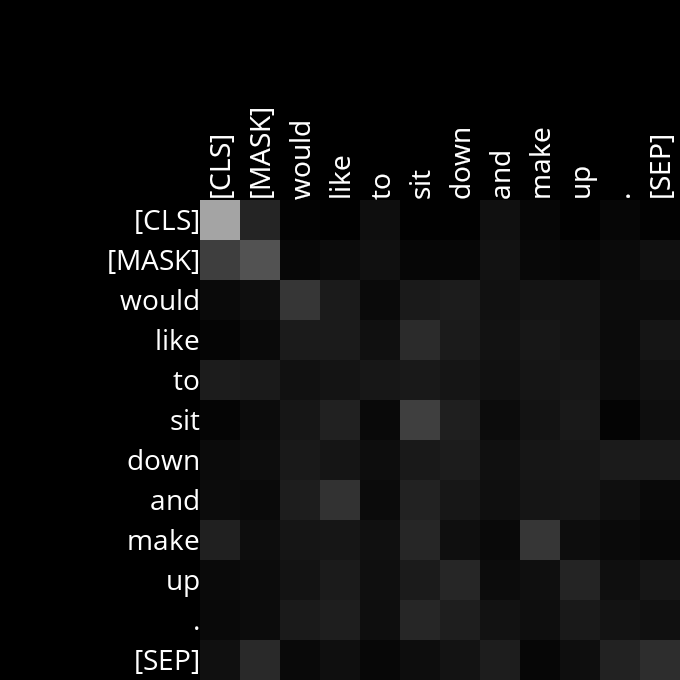 [CLS] [MASK] would like to sit down and make up . [SEP]
[CLS]
[MASK]
would
like
to
sit
down
and
make
up
.
[SEP]